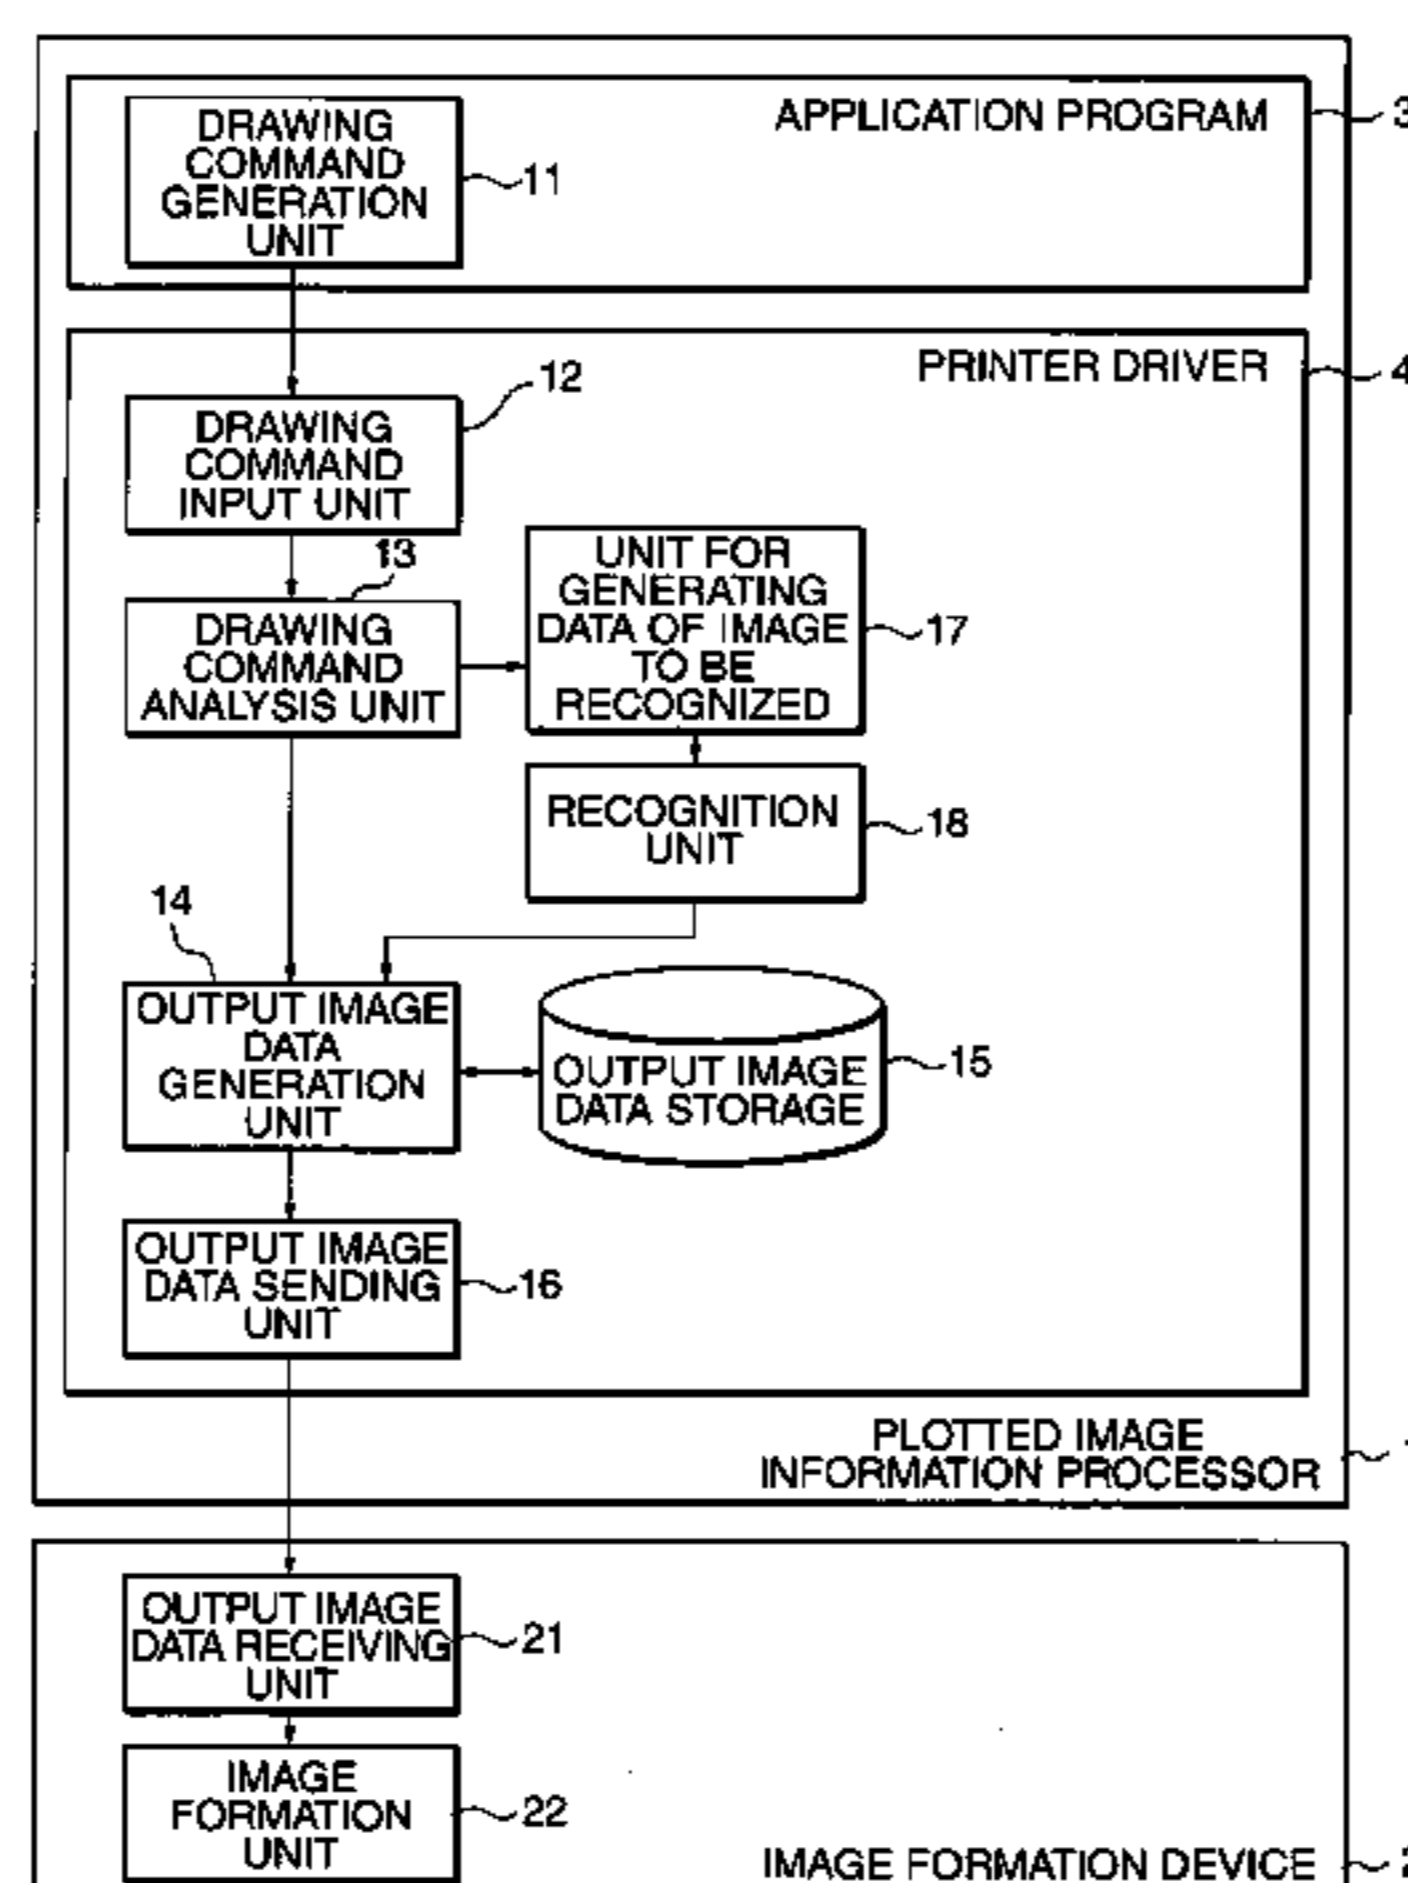 APPLICATION PROGRAM
3
DRAWING
COMMAND
GENERATION
UNIT
11
PRINTER DRIVER
4
12
DRAWING
COMMAND
INPUT UNIT
13
DRAWING
COMMAND
ANALYSIS UNIT
UNIT FOR
GENERATING
DATA OF IMAGE
TO BE
RECOGNIZED
17
RECOGNITION
UNIT
18
14
OUTPUT IMAGE
DATA
GENERATION
UNIT
OUTPUT IMAGE
DATA STORAGE
15
OUTPUT IMAGE
DATA SENDING
UNIT
16
PLOTTED IMAGE
INFORMATION PROCESSOR
OUTPUT IMAGE
DATA RECEIVING
UNIT
21
IMAGE
FORMATION
UNIT
22
IMAGE FORMATION DEVICE
2